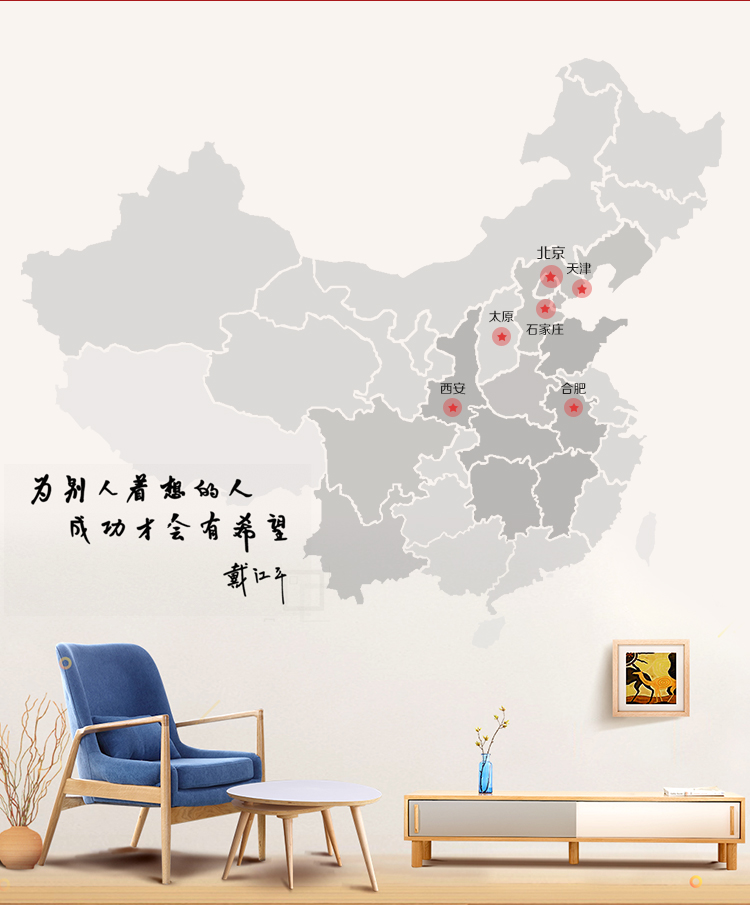 北京
天津
太原
石家庄
西安
合肥
为别人着想的人
成功才会有希望
戴江平